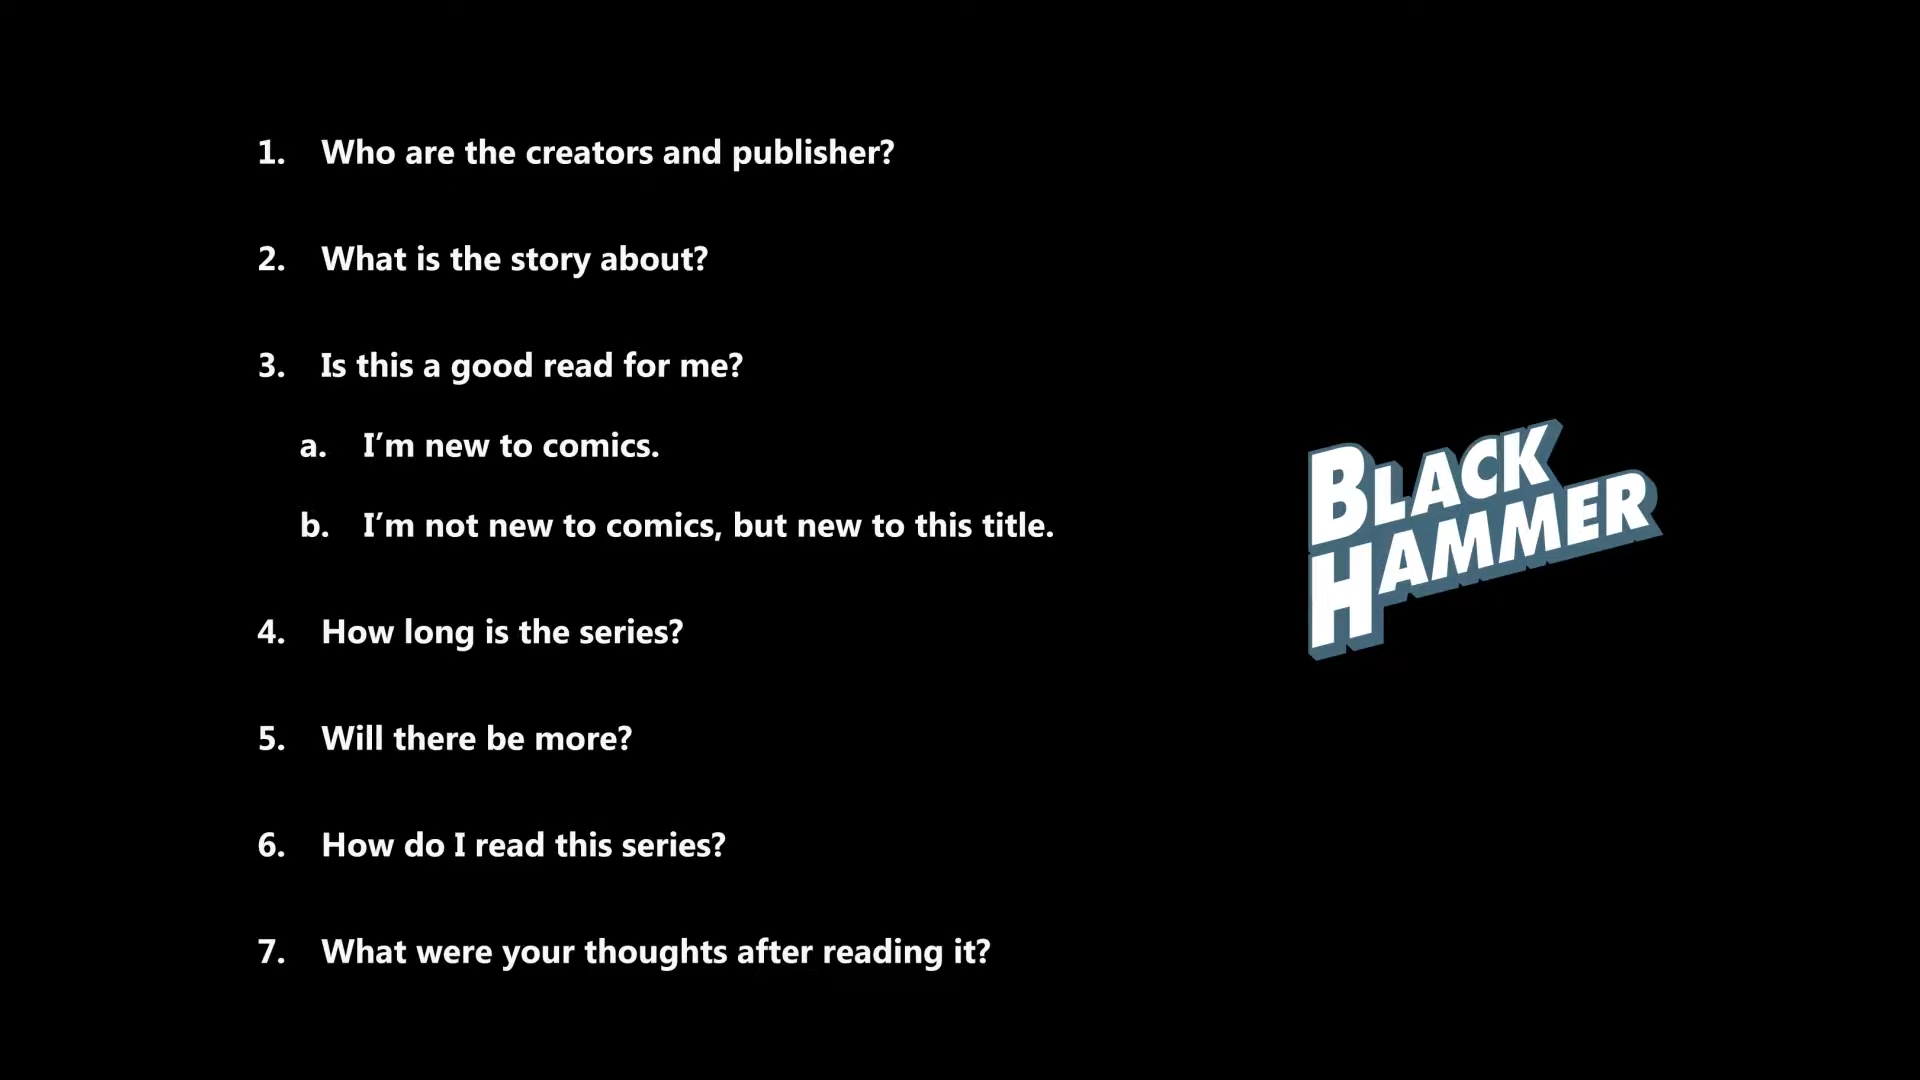 1. Who are the creators and publisher?
2. What is the story about?
3. Is this a good read for me?
a. I’m new to comics.
b. I’m not new to comics, but new to this title.
4. How long is the series?
5. Will there be more?
6. How do I read this series?
7. What were your thoughts after reading it?
BLACK
HAMMER